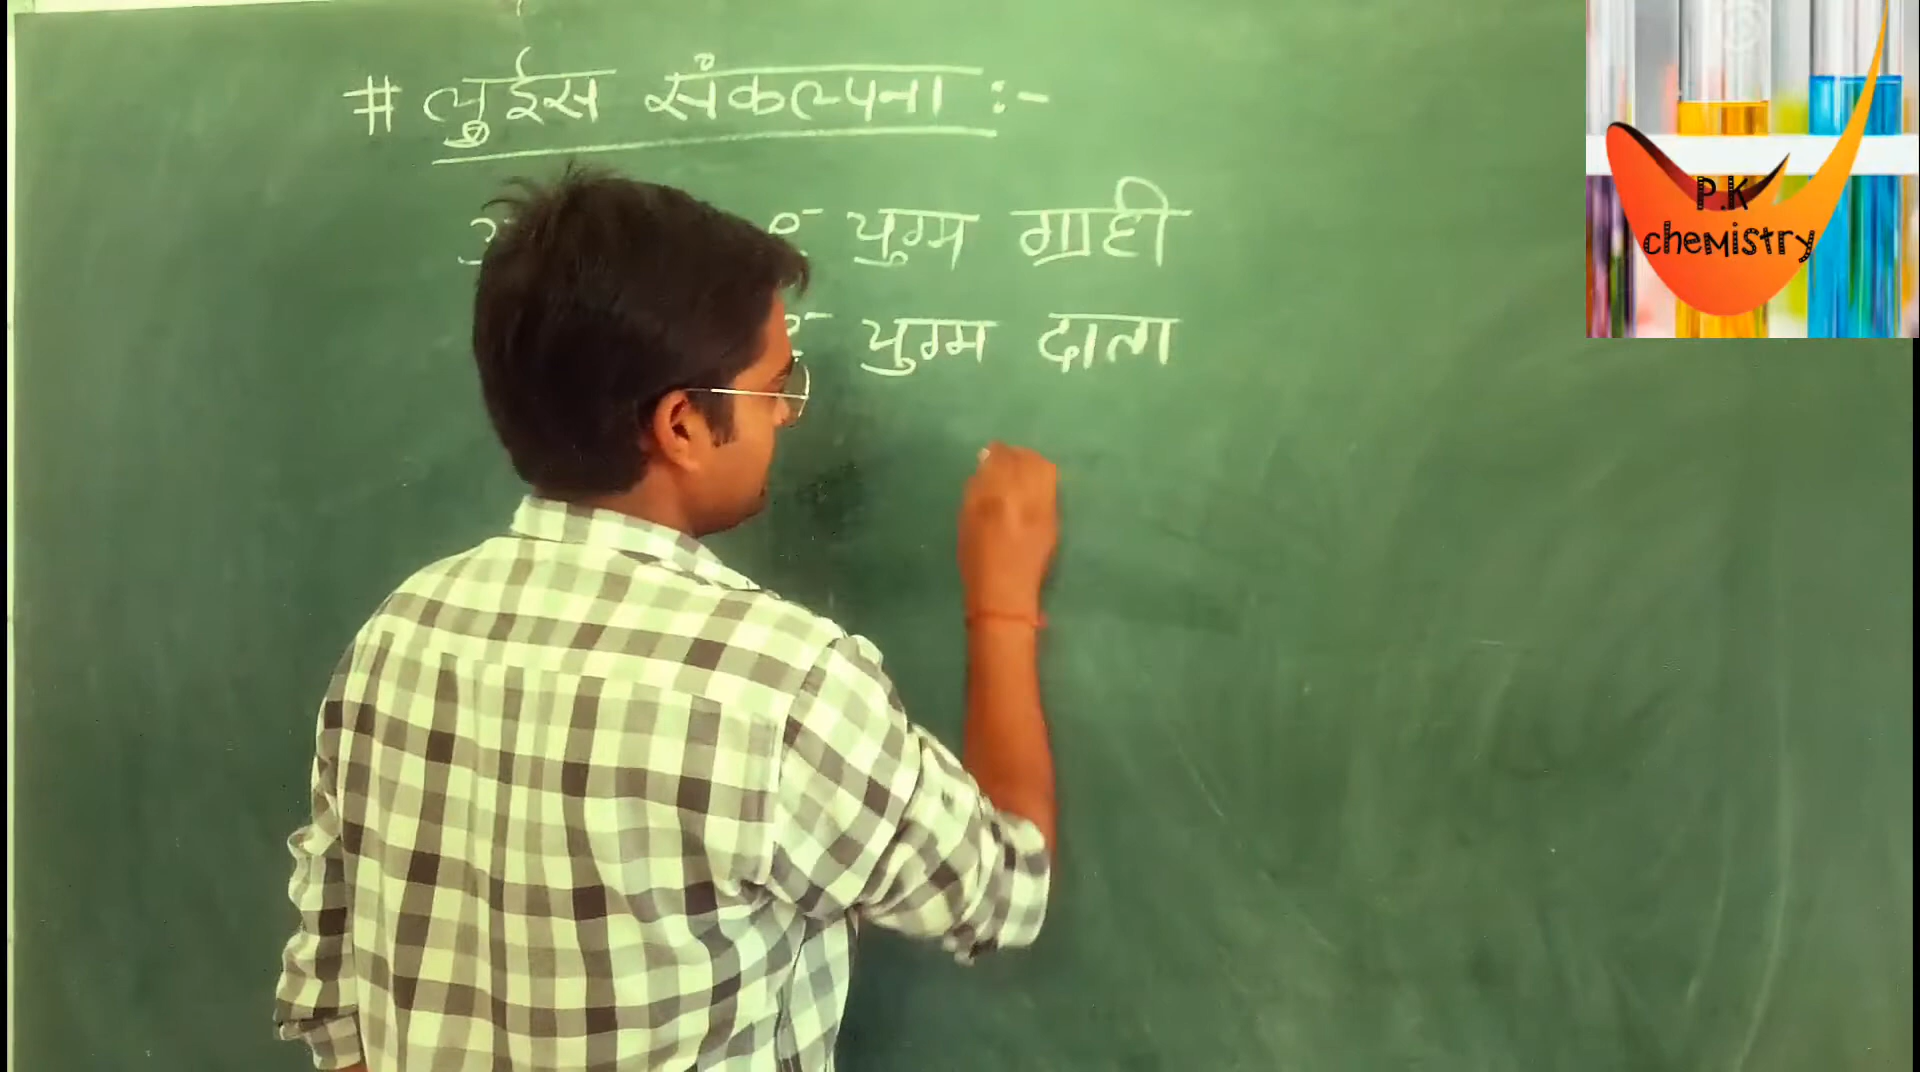 # लुईस संकल्पना :-
e⁻ युग्म ग्राही
e⁻ युग्म दाता
P.K
chemistry